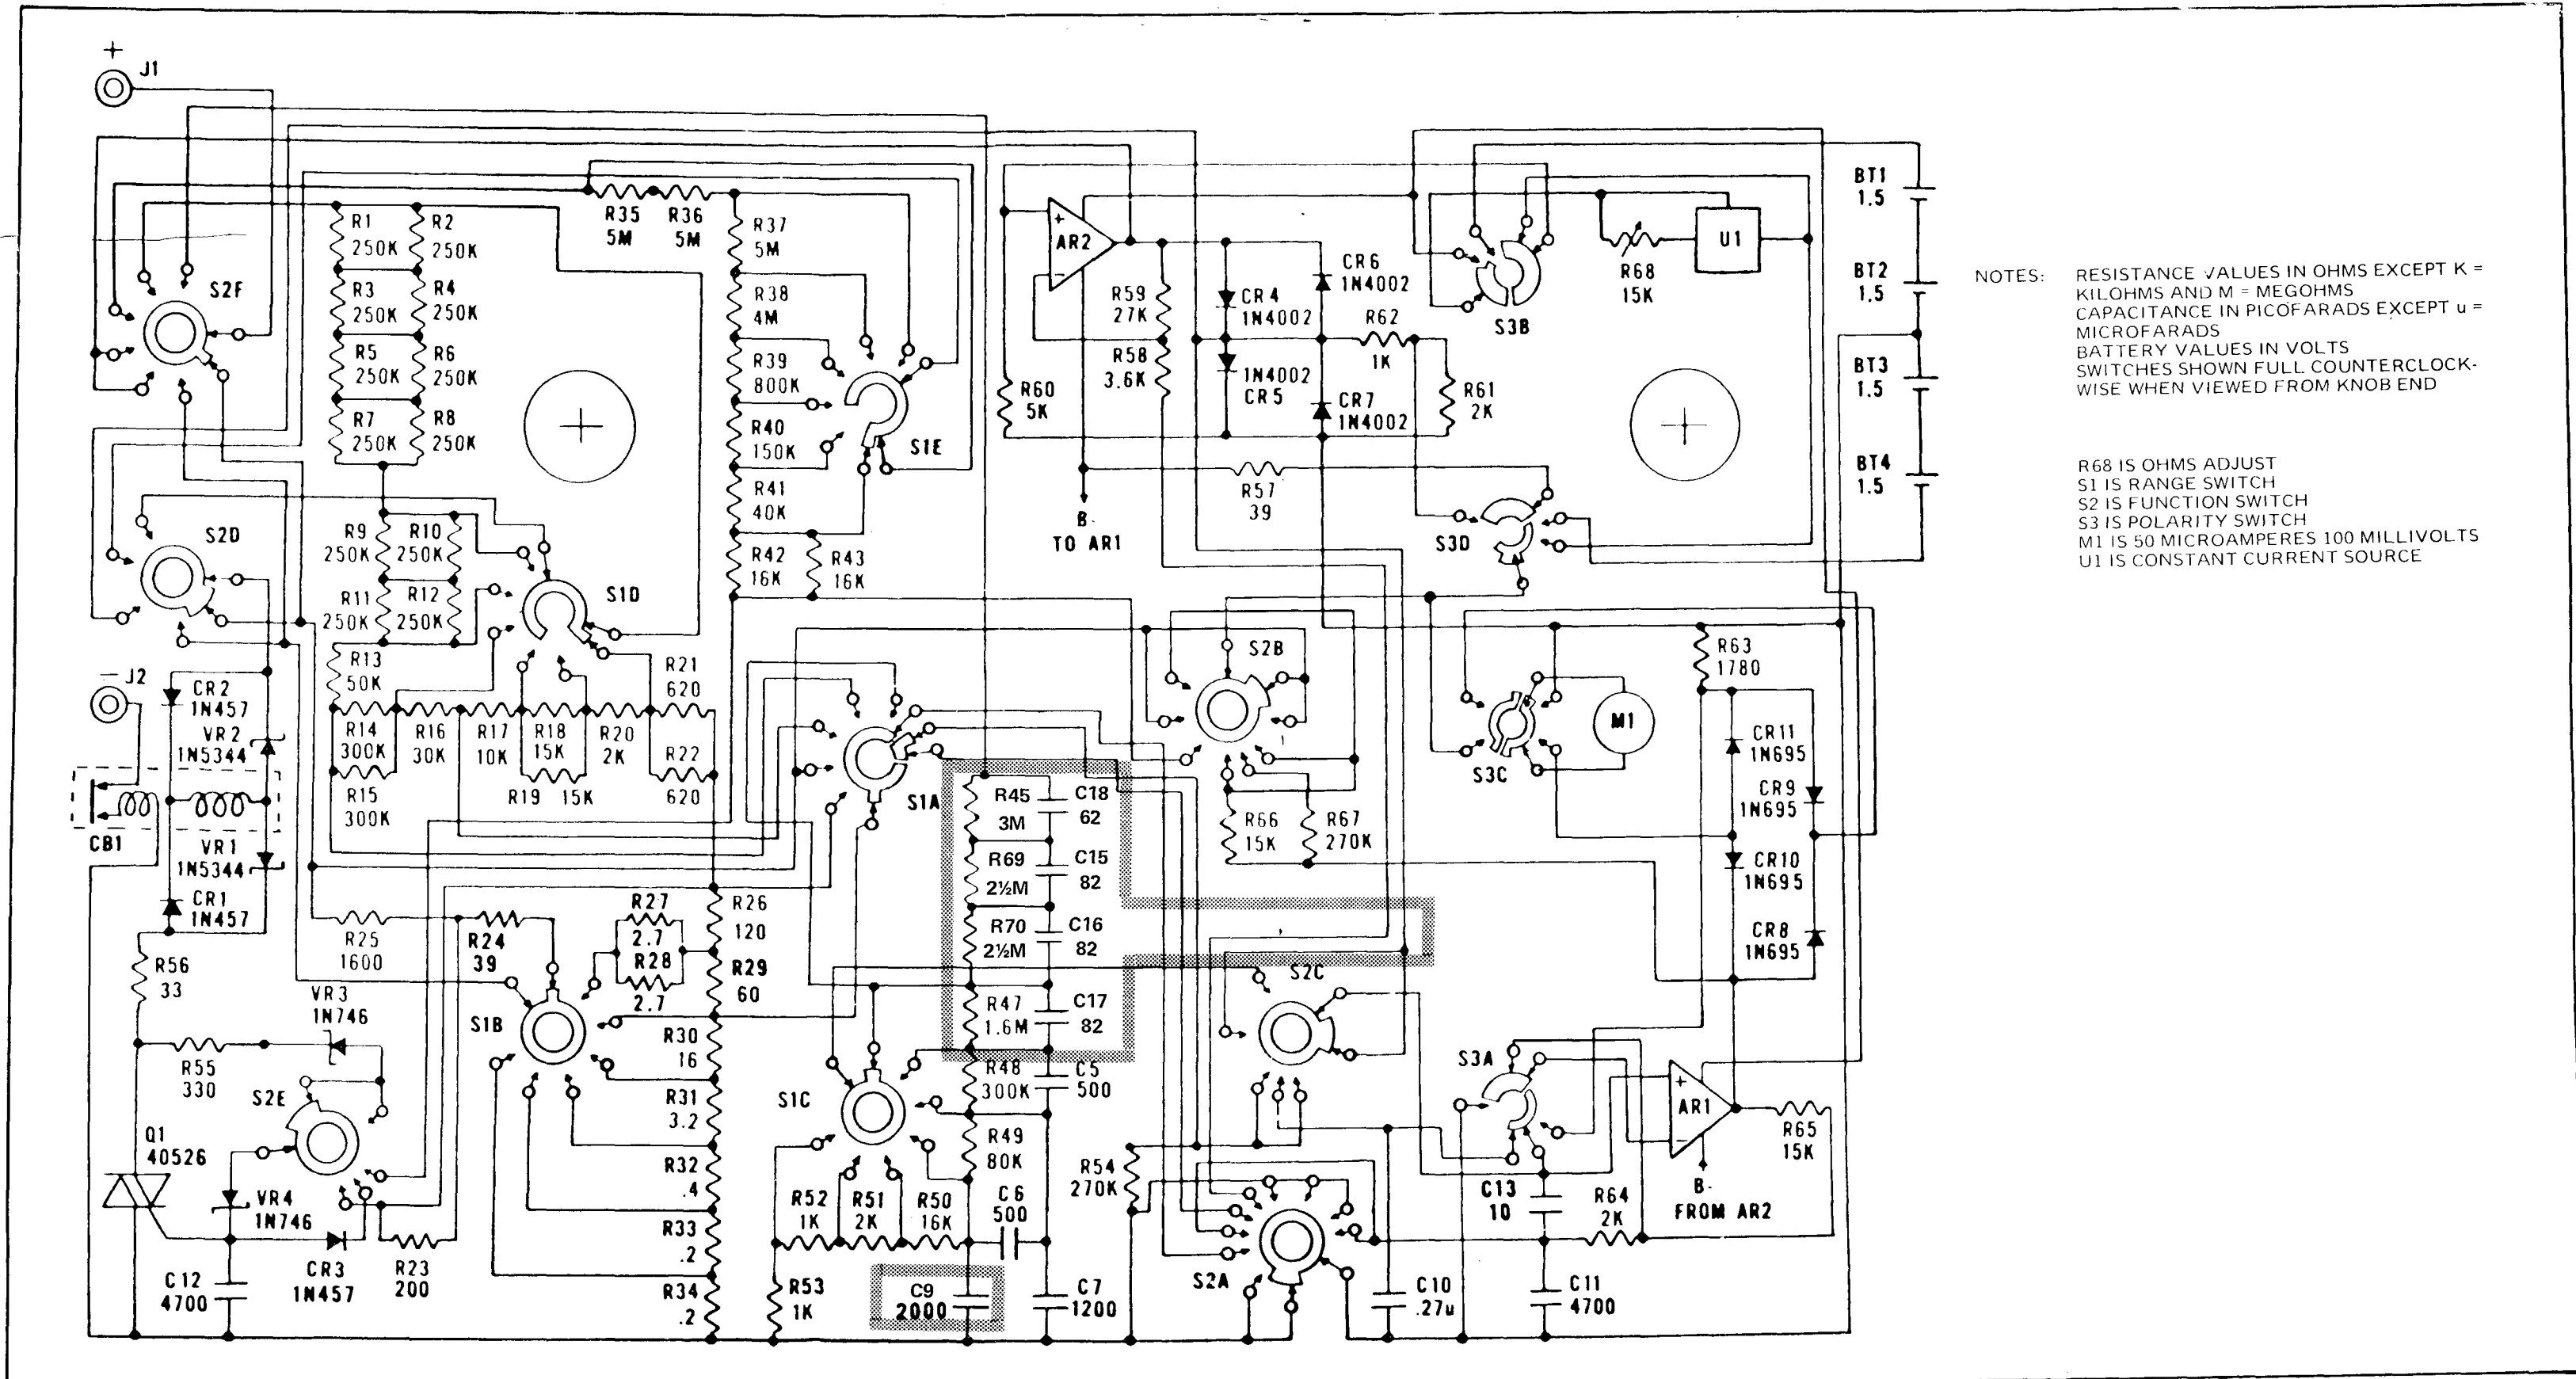 +
J1
S2F
R1
250K
R2
250K
R3
250K
R4
250K
R5
250K
R6
250K
R7
250K
R8
250K
R35
5M
R36
5M
R37
5M
R38
4M
R39
800K
R40
150K
R41
40K
R42
16K
R43
16K
S1E
S2D
R9
250K
R10
250K
R11
250K
R12
250K
S1D
R13
50K
R14
300K
R15
300K
R16
30K
R17
10K
R18
15K
R19 15K
R20
2K
R21
620
R22
620
− J2
CR2
1N457
VR2
1N5344
CB1
VR1
1N5344
CR1
1N457
R56
33
R25
1600
R24
39
R27
2.7
R28
2.7
R26
120
R29
60
R30
16
R31
3.2
R32
.4
R33
.2
R34
.2
VR3
1N746
R55
330
S2E
Q1
40526
VR4
1N746
C12
4700
CR3
1N457
R23
200
S1B
S1A
R45
3M
C18
62
R69
2½M
C15
82
R70
2½M
C16
82
R47
1.6M
C17
82
R48
300K
C5
500
R49
80K
S1C
R52
1K
R51
2K
R50
16K
C6
500
R53
1K
C9
2000
C7
1200
+
AR2
−
R60
5K
R59
27K
R58
3.6K
CR4
1N4002
1N4002
CR5
CR6
1N4002
CR7
1N4002
R62
1K
R61
2K
B-
TO AR1
R57
39
S3B
R68
15K
U1
S3D
BT1
1.5
BT2
1.5
BT3
1.5
BT4
1.5
S2B
R66
15K
R67
270K
S3C
M1
R63
1780
CR11
1N695
CR9
1N695
CR10
1N695
CR8
1N695
S2C
R54
270K
S2A
C10
.27u
S3A
C13
10
R64
2K
C11
4700
+
AR1
−
B-
FROM AR2
R65
15K
NOTES: RESISTANCE VALUES IN OHMS EXCEPT K =
KILOHMS AND M = MEGOHMS
CAPACITANCE IN PICOFARADS EXCEPT u =
MICROFARADS
BATTERY VALUES IN VOLTS
SWITCHES SHOWN FULL COUNTERCLOCK-
WISE WHEN VIEWED FROM KNOB END
R68 IS OHMS ADJUST
S1 IS RANGE SWITCH
S2 IS FUNCTION SWITCH
S3 IS POLARITY SWITCH
M1 IS 50 MICROAMPERES 100 MILLIVOLTS
U1 IS CONSTANT CURRENT SOURCE